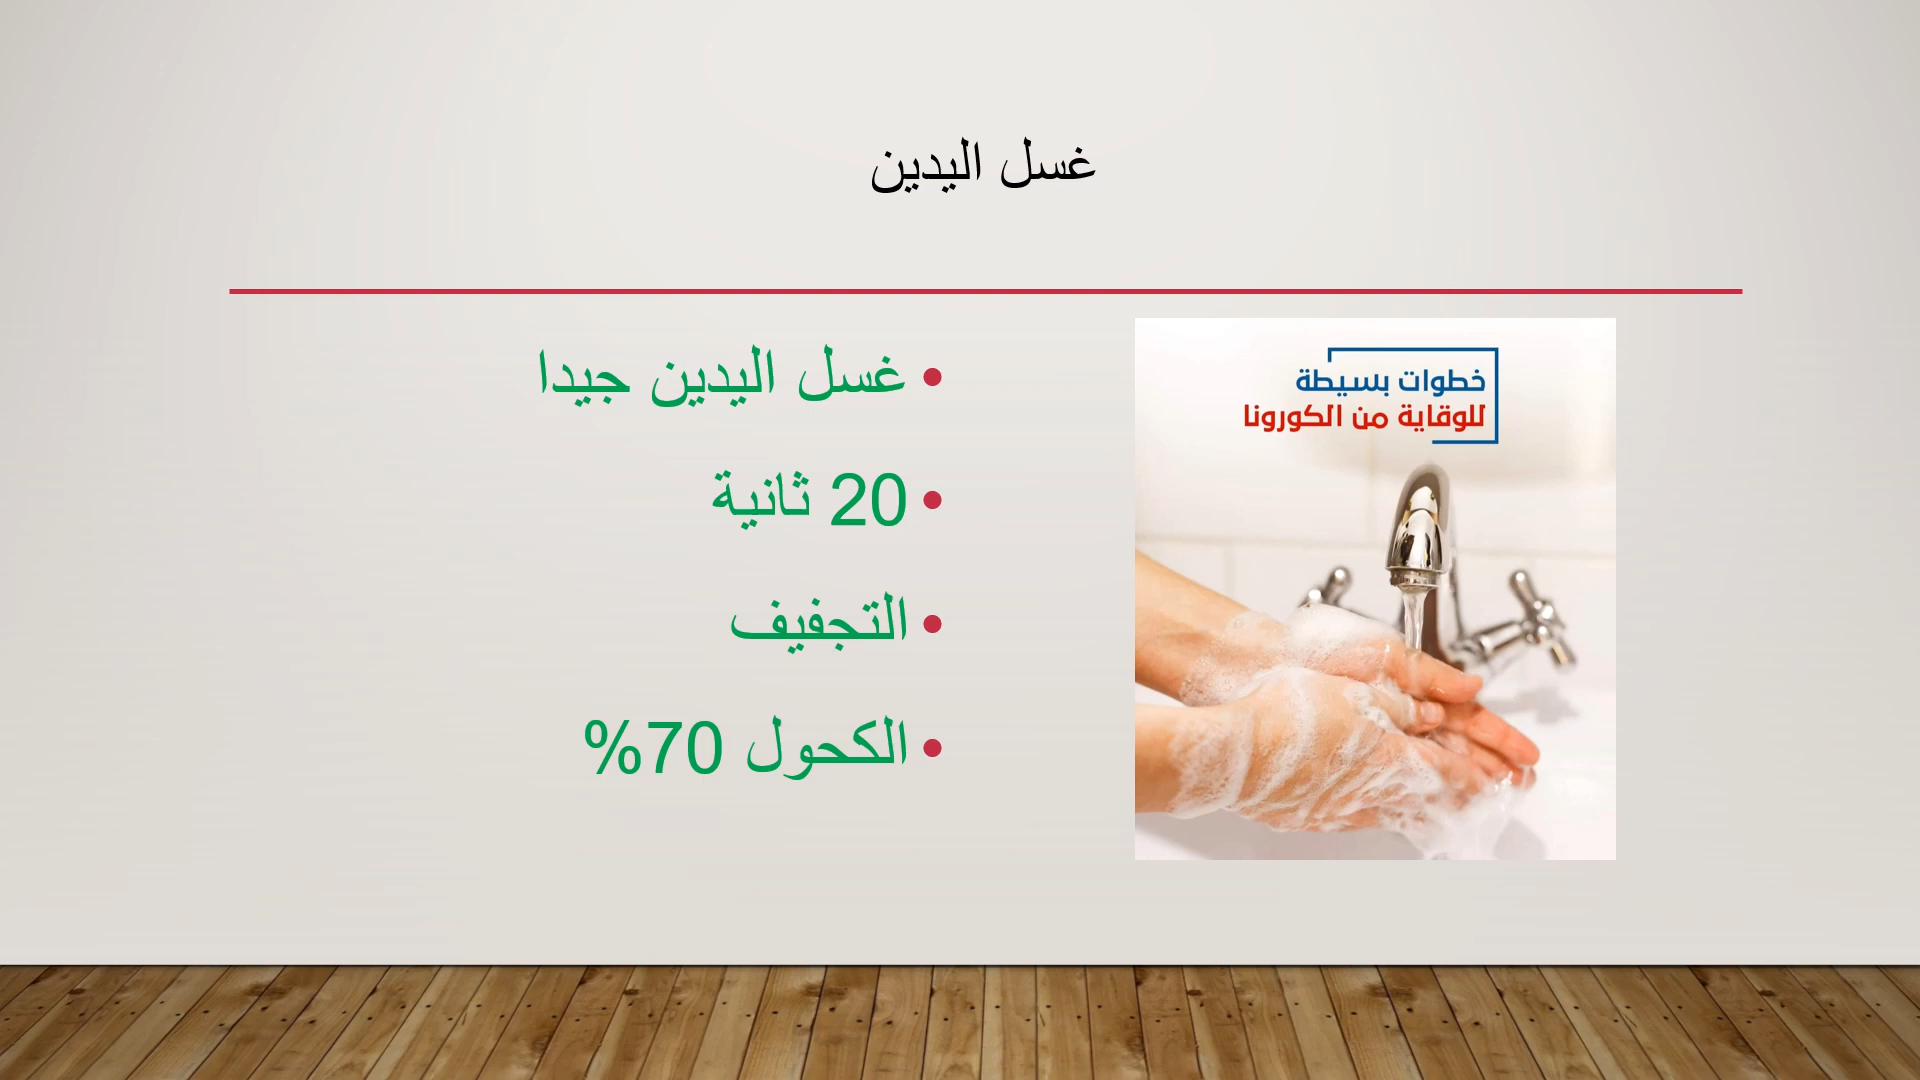 غسل اليدين
خطوات بسيطة
للوقاية من الكورونا
• غسل اليدين جيدا
• 20 ثانية
• التجفيف
• الكحول 70%